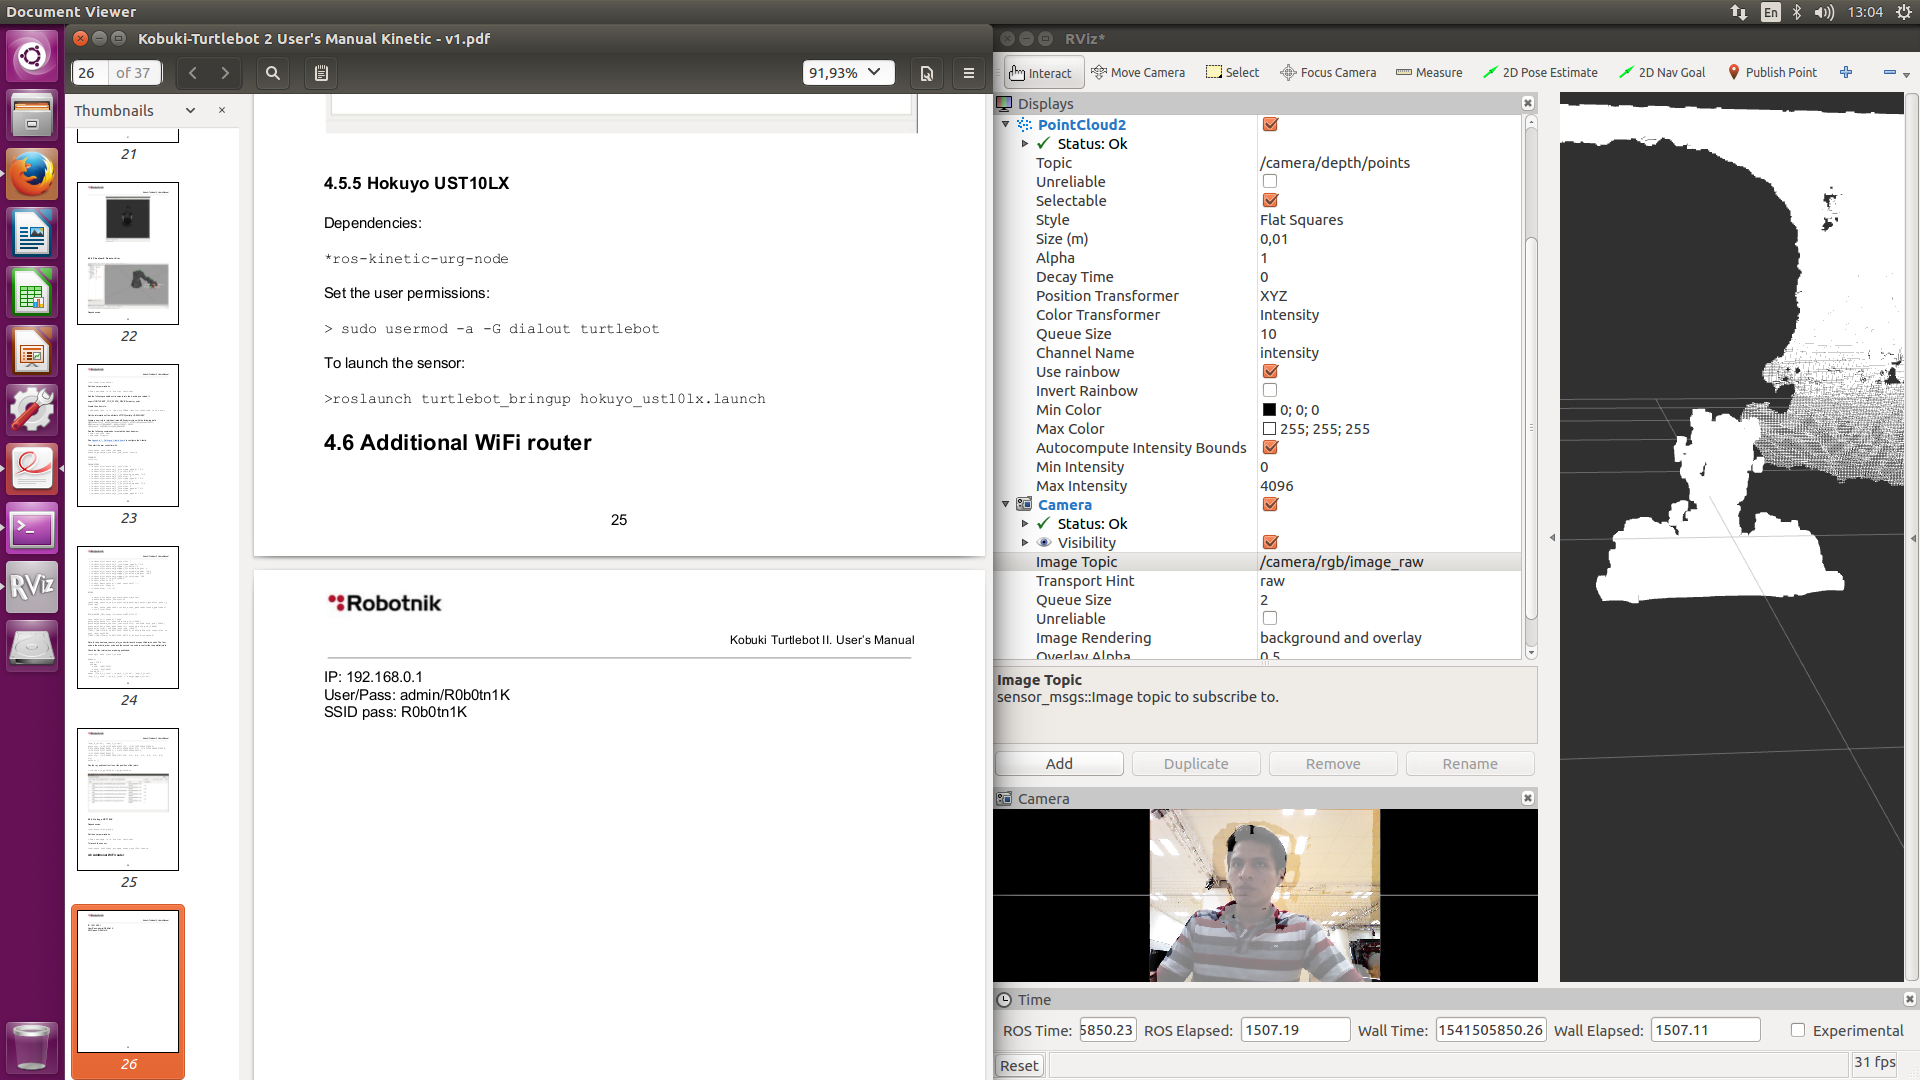 Document Viewer
En
13:04
Kobuki-Turtlebot 2 User's Manual Kinetic - v1.pdf
26 of 37
91,93%
Thumbnails
21
22
23
24
25
26
4.5.5 Hokuyo UST10LX
Dependencies:
*ros-kinetic-urg-node
Set the user permissions:
> sudo usermod -a -G dialout turtlebot
To launch the sensor:
>roslaunch turtlebot_bringup hokuyo_ust10lx.launch
4.6 Additional WiFi router
25
Robotnik
Kobuki Turtlebot II. User's Manual
IP: 192.168.0.1
User/Pass: admin/R0b0tn1K
SSID pass: R0b0tn1K
RViz*
Interact
Move Camera
Select
Focus Camera
Measure
2D Pose Estimate
2D Nav Goal
Publish Point
Displays
PointCloud2
Status: Ok
Topic /camera/depth/points
Unreliable
Selectable
Style Flat Squares
Size (m) 0,01
Alpha 1
Decay Time 0
Position Transformer XYZ
Color Transformer Intensity
Queue Size 10
Channel Name intensity
Use rainbow
Invert Rainbow
Min Color 0; 0; 0
Max Color 255; 255; 255
Autocompute Intensity Bounds
Min Intensity 0
Max Intensity 4096
Camera
Status: Ok
Visibility
Image Topic /camera/rgb/image_raw
Transport Hint raw
Queue Size 2
Unreliable
Image Rendering background and overlay
Overlay Alpha 0,5
Image Topic
sensor_msgs::Image topic to subscribe to.
Add
Duplicate
Remove
Rename
Camera
Time
ROS Time: 5850.23 ROS Elapsed: 1507.19 Wall Time: 1541505850.26 Wall Elapsed: 1507.11 Experimental
Reset
31 fps
RViz